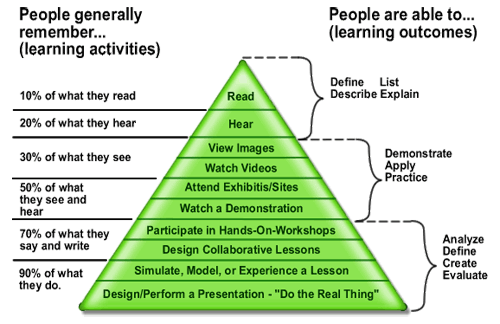 People generally
remember...
(learning activities)
People are able to...
(learning outcomes)
10% of what they read
20% of what they hear
30% of what they see
50% of what
they see and
hear
70% of what they
say and write
90% of what
they do.
Read
Hear
View Images
Watch Videos
Attend Exhibitis/Sites
Watch a Demonstration
Participate in Hands-On-Workshops
Design Collaborative Lessons
Simulate, Model, or Experience a Lesson
Design/Perform a Presentation - "Do the Real Thing"
Define List
Describe Explain
Demonstrate
Apply
Practice
Analyze
Define
Create
Evaluate